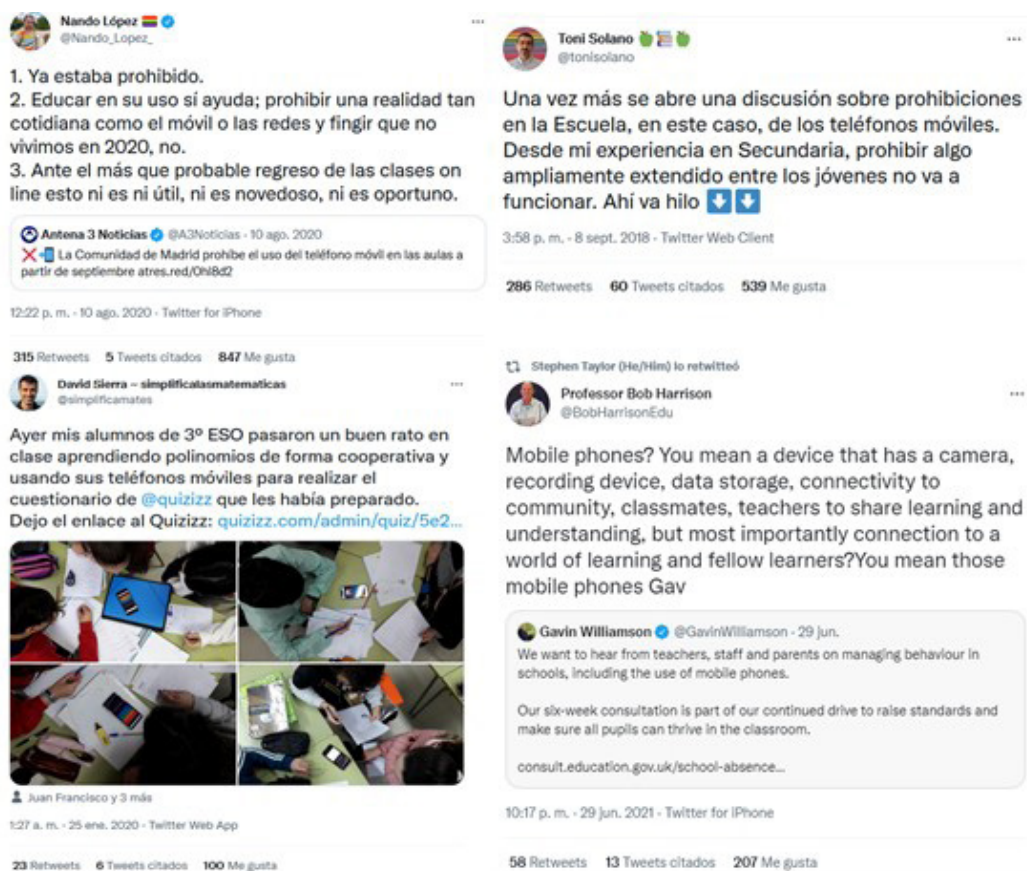 Nando López
@Nando_Lopez_
1. Ya estaba prohibido.
2. Educar en su uso sí ayuda; prohibir una realidad tan
cotidiana como el móvil o las redes y fingir que no
vivimos en 2020, no.
3. Ante el más que probable regreso de las clases on
line esto ni es ni útil, ni es novedoso, ni es oportuno.
Antena 3 Noticias @A3Noticias · 10 ago. 2020
La Comunidad de Madrid prohíbe el uso del teléfono móvil en las aulas a
partir de septiembre atres.red/0hl8d2
12:22 p. m. · 10 ago. 2020 · Twitter for iPhone
315 Retweets 5 Tweets citados 847 Me gusta
Toni Solano
@tonisolano
Una vez más se abre una discusión sobre prohibiciones
en la Escuela, en este caso, de los teléfonos móviles.
Desde mi experiencia en Secundaria, prohibir algo
ampliamente extendido entre los jóvenes no va a
funcionar. Ahí va hilo
3:58 p. m. · 8 sept. 2018 · Twitter Web Client
286 Retweets 60 Tweets citados 539 Me gusta
David Sierra – simplificalasmatematicas
@simplificamates
Ayer mis alumnos de 3º ESO pasaron un buen rato en
clase aprendiendo polinomios de forma cooperativa y
usando sus teléfonos móviles para realizar el
cuestionario de @quizizz que les había preparado.
Dejo el enlace al Quizizz: quizizz.com/admin/quiz/5e2...
Juan Francisco y 3 más
1:27 a. m. · 25 ene. 2020 · Twitter Web App
23 Retweets 6 Tweets citados 100 Me gusta
Stephen Taylor (He/Him) lo retwitteó
Professor Bob Harrison
@BobHarrisonEdu
Mobile phones? You mean a device that has a camera,
recording device, data storage, connectivity to
community, classmates, teachers to share learning and
understanding, but most importantly connection to a
world of learning and fellow learners?You mean those
mobile phones Gav
Gavin Williamson @GavinWilliamson · 29 jun.
We want to hear from teachers, staff and parents on managing behaviour in
schools, including the use of mobile phones.
Our six-week consultation is part of our continued drive to raise standards and
make sure all pupils can thrive in the classroom.
consult.education.gov.uk/school-absence...
10:17 p. m. · 29 jun. 2021 · Twitter for iPhone
58 Retweets 13 Tweets citados 207 Me gusta